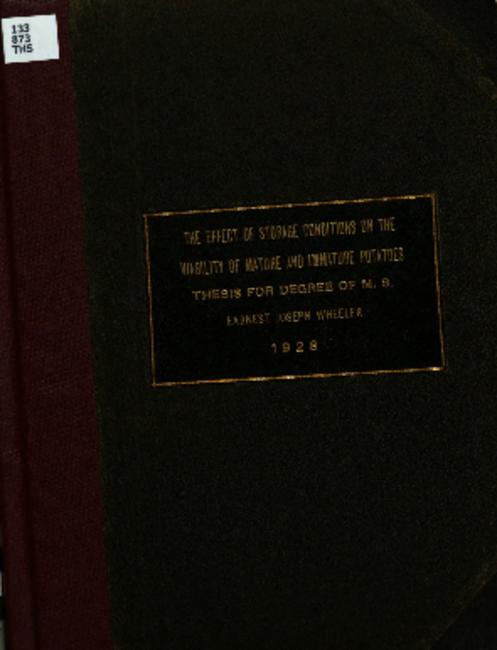 133
873
THS
THE EFFECT OF STORAGE CONDITIONS ON THE
VIABILITY OF MATURE AND IMMATURE POTATOES
THESIS FOR DEGREE OF M. S.
EARNEST JOSEPH WHEELER
1928